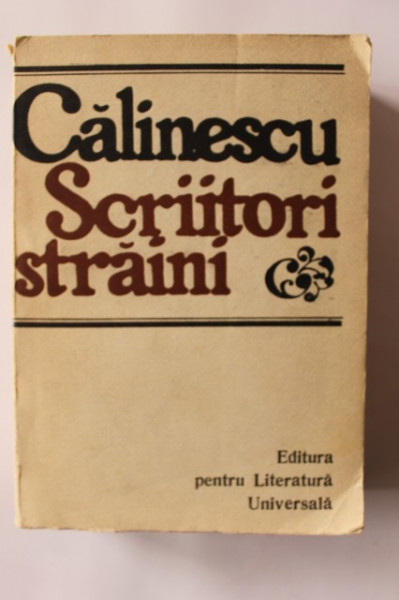 Călinescu
Scriitori
străini
Editura
pentru Literatură
Universală